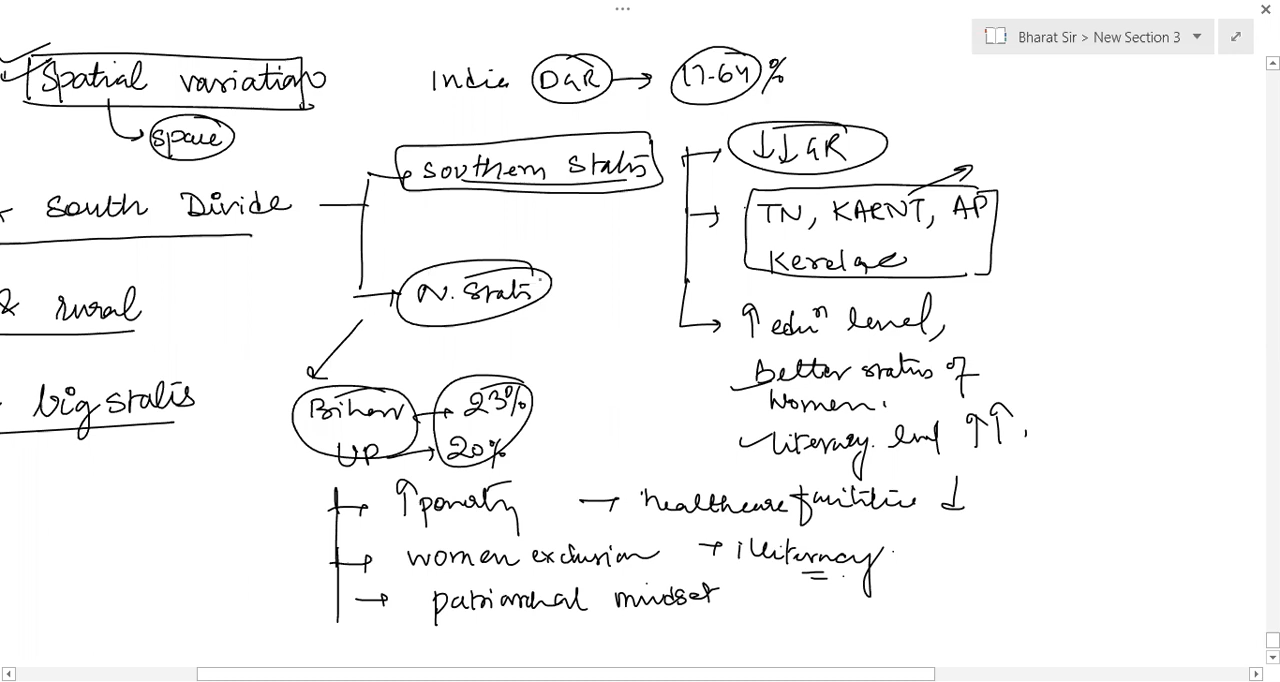 Bharat Sir > New Section 3
Spatial variation
space
India DGR → 17-64 %
South Divide
Southern States
↓↓ GR
TN, KARNT, AP
Kerelae
↑ eduⁿ level,
Better status of
Women.
literacy level ↑↑.
N. States
& rural
big states
Bihar → 23%
UP → 20%
↑ poverty → healthcare facilities ↓
women exclusion → illiteracy
patriarchal mindset